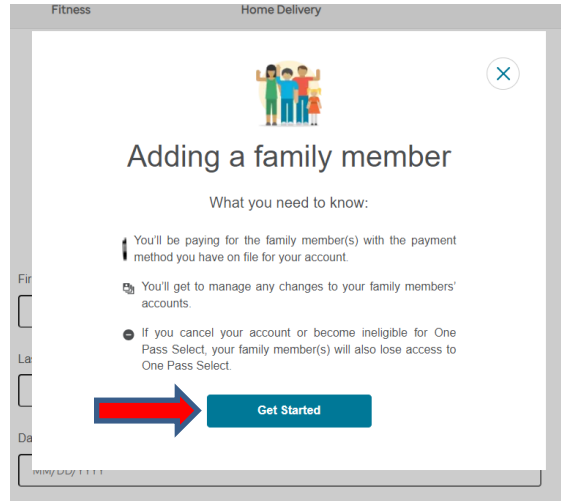 Fitness Home Delivery
Adding a family member
What you need to know:
You'll be paying for the family member(s) with the payment
method you have on file for your account.
You'll get to manage any changes to your family members'
accounts.
If you cancel your account or become ineligible for One
Pass Select, your family member(s) will also lose access to
One Pass Select.
Fir
Las
Get Started
Da
MM/DD/YYYY